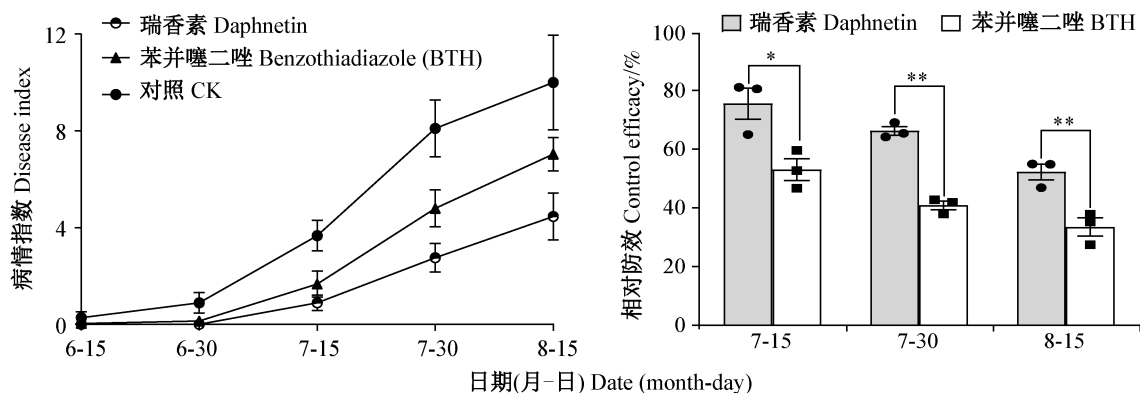 瑞香素 Daphnetin
苯并噻二唑 Benzothiadiazole (BTH)
对照 CK
病情指数 Disease index
12
8
4
0
6-15
6-30
7-15
7-30
8-15
瑞香素 Daphnetin
苯并噻二唑 BTH
相对防效 Control efficacy/%
100
80
60
40
40
0
*
**
**
7-15
7-30
8-15
日期(月-日) Date (month-day)